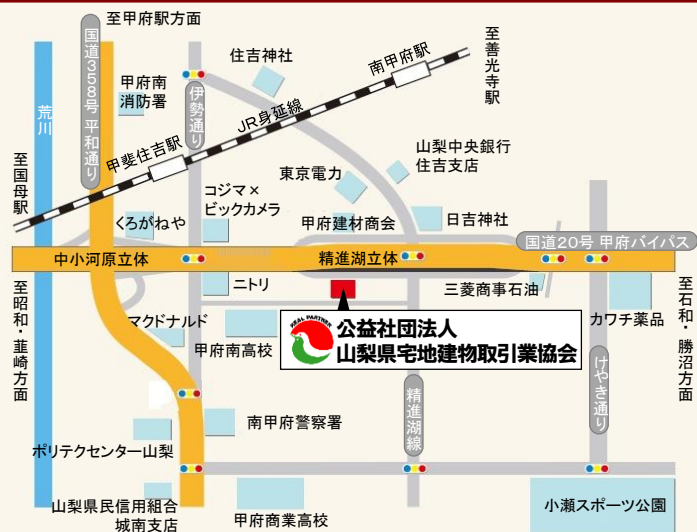 至甲府駅方面
国道358号 平和通り
荒川
甲府南
消防署
伊勢通り
住吉神社
南甲府駅
至善光寺駅
JR身延線
甲斐住吉駅
至国母駅
東京電力
山梨中央銀行
住吉支店
コジマ×
ビックカメラ
くろがねや
甲府建材商会
日吉神社
国道20号 甲府バイパス
中小河原立体
精進湖立体
ニトリ
三菱商事石油
至昭和・韮崎方面
至石和・勝沼方面
カワチ薬品
マクドナルド
甲府南高校
REAL PARTNER
公益社団法人
山梨県宅地建物取引業協会
けやき通り
精進湖線
南甲府警察署
ポリテクセンター山梨
山梨県民信用組合
城南支店
甲府商業高校
小瀬スポーツ公園